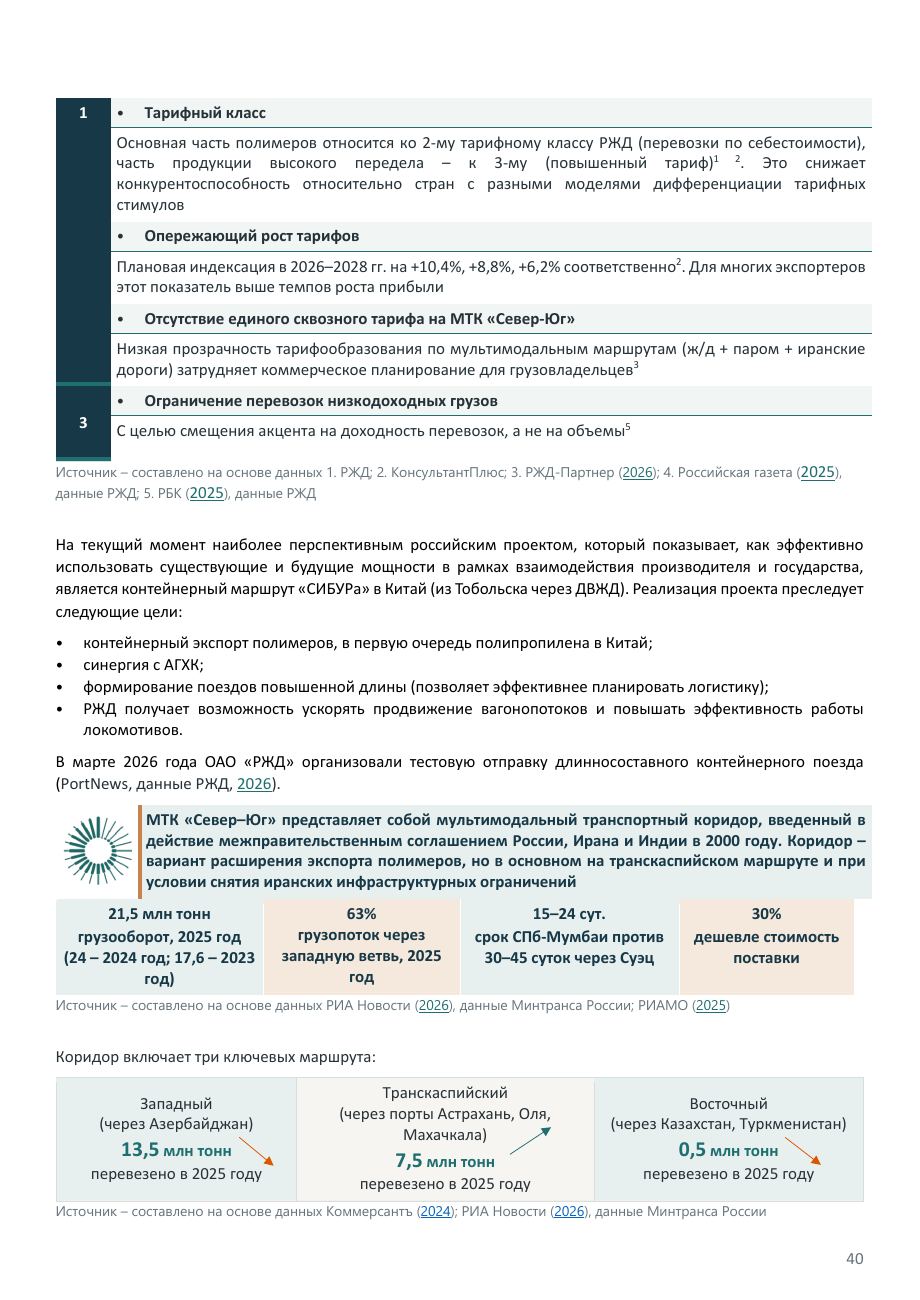 1
• Тарифный класс
Основная часть полимеров относится ко 2-му тарифному классу РЖД (перевозки по себестоимости),
часть продукции высокого передела – к 3-му (повышенный тариф)1 2. Это снижает
конкурентоспособность относительно стран с разными моделями дифференциации тарифных
стимулов
• Опережающий рост тарифов
Плановая индексация в 2026–2028 гг. на +10,4%, +8,8%, +6,2% соответственно2. Для многих экспортеров
этот показатель выше темпов роста прибыли
• Отсутствие единого сквозного тарифа на МТК «Север-Юг»
Низкая прозрачность тарифообразования по мультимодальным маршрутам (ж/д + паром + иранские
дороги) затрудняет коммерческое планирование для грузовладельцев3
3
• Ограничение перевозок низкодоходных грузов
С целью смещения акцента на доходность перевозок, а не на объемы5
Источник – составлено на основе данных 1. РЖД; 2. КонсультантПлюс; 3. РЖД-Партнер (2026); 4. Российская газета (2025),
данные РЖД; 5. РБК (2025), данные РЖД
На текущий момент наиболее перспективным российским проектом, который показывает, как эффективно
использовать существующие и будущие мощности в рамках взаимодействия производителя и государства,
является контейнерный маршрут «СИБУРа» в Китай (из Тобольска через ДВЖД). Реализация проекта преследует
следующие цели:
• контейнерный экспорт полимеров, в первую очередь полипропилена в Китай;
• синергия с АГХК;
• формирование поездов повышенной длины (позволяет эффективнее планировать логистику);
• РЖД получает возможность ускорять продвижение вагонопотоков и повышать эффективность работы
локомотивов.
В марте 2026 года ОАО «РЖД» организовали тестовую отправку длинносоставного контейнерного поезда
(PortNews, данные РЖД, 2026).
МТК «Север–Юг» представляет собой мультимодальный транспортный коридор, введенный в
действие межправительственным соглашением России, Ирана и Индии в 2000 году. Коридор –
вариант расширения экспорта полимеров, но в основном на транскаспийском маршруте и при
условии снятия иранских инфраструктурных ограничений
21,5 млн тонн
грузооборот, 2025 год
(24 – 2024 год; 17,6 – 2023
год)
63%
грузопоток через
западную ветвь, 2025
год
15–24 сут.
срок СПб-Мумбаи против
30–45 суток через Суэц
30%
дешевле стоимость
поставки
Источник – составлено на основе данных РИА Новости (2026), данные Минтранса России; РИАМО (2025)
Коридор включает три ключевых маршрута:
Западный
(через Азербайджан)
13,5 млн тонн
перевезено в 2025 году
Транскаспийский
(через порты Астрахань, Оля,
Махачкала)
7,5 млн тонн
перевезено в 2025 году
Восточный
(через Казахстан, Туркменистан)
0,5 млн тонн
перевезено в 2025 году
Источник – составлено на основе данных Коммерсантъ (2024); РИА Новости (2026), данные Минтранса России
40